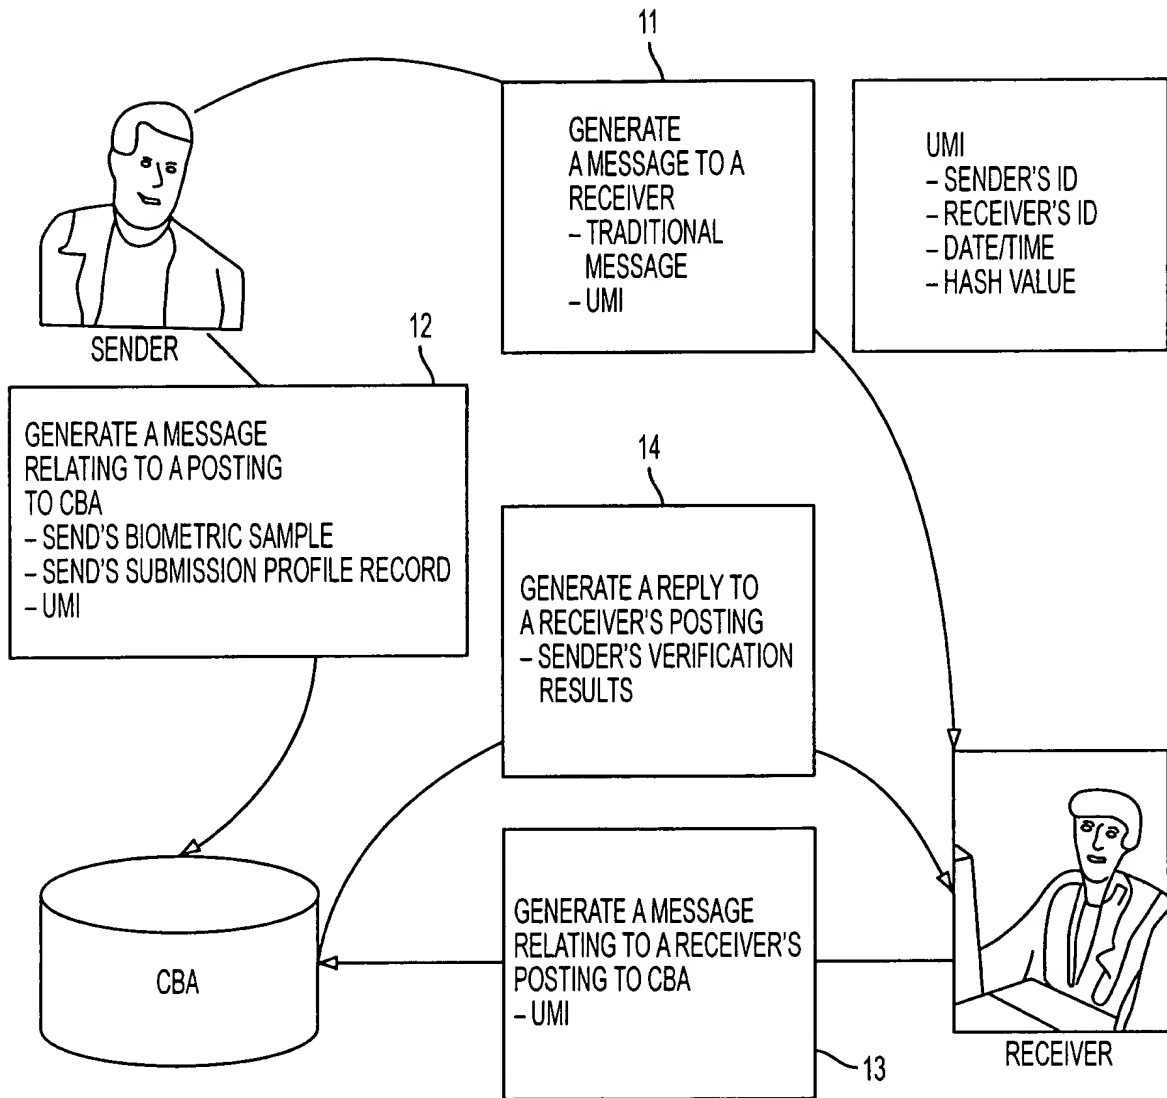 11
GENERATE
A MESSAGE TO A
RECEIVER
– TRADITIONAL
MESSAGE
– UMI
UMI
– SENDER'S ID
– RECEIVER'S ID
– DATE/TIME
– HASH VALUE
SENDER
12
GENERATE A MESSAGE
RELATING TO A POSTING
TO CBA
– SEND'S BIOMETRIC SAMPLE
– SEND'S SUBMISSION PROFILE RECORD
– UMI
14
GENERATE A REPLY TO
A RECEIVER'S POSTING
– SENDER'S VERIFICATION
RESULTS
CBA
GENERATE A MESSAGE
RELATING TO A RECEIVER'S
POSTING TO CBA
– UMI
13
RECEIVER